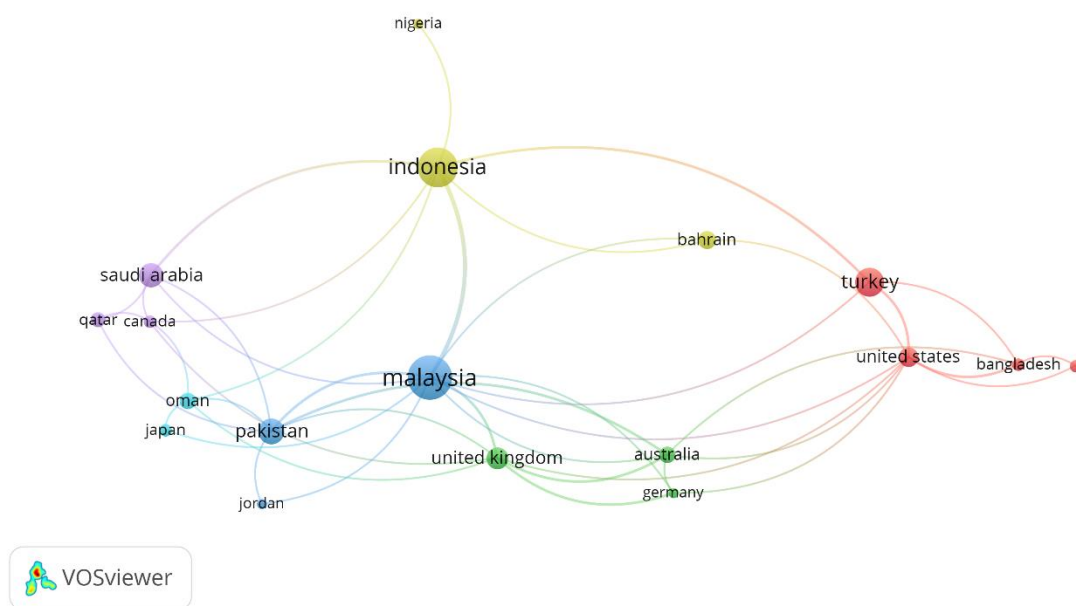 nigeria
indonesia
bahrain
saudi arabia
turkey
qatar
canada
united states
bangladesh
malaysia
oman
japan
pakistan
united kingdom
australia
germany
jordan
VOSviewer